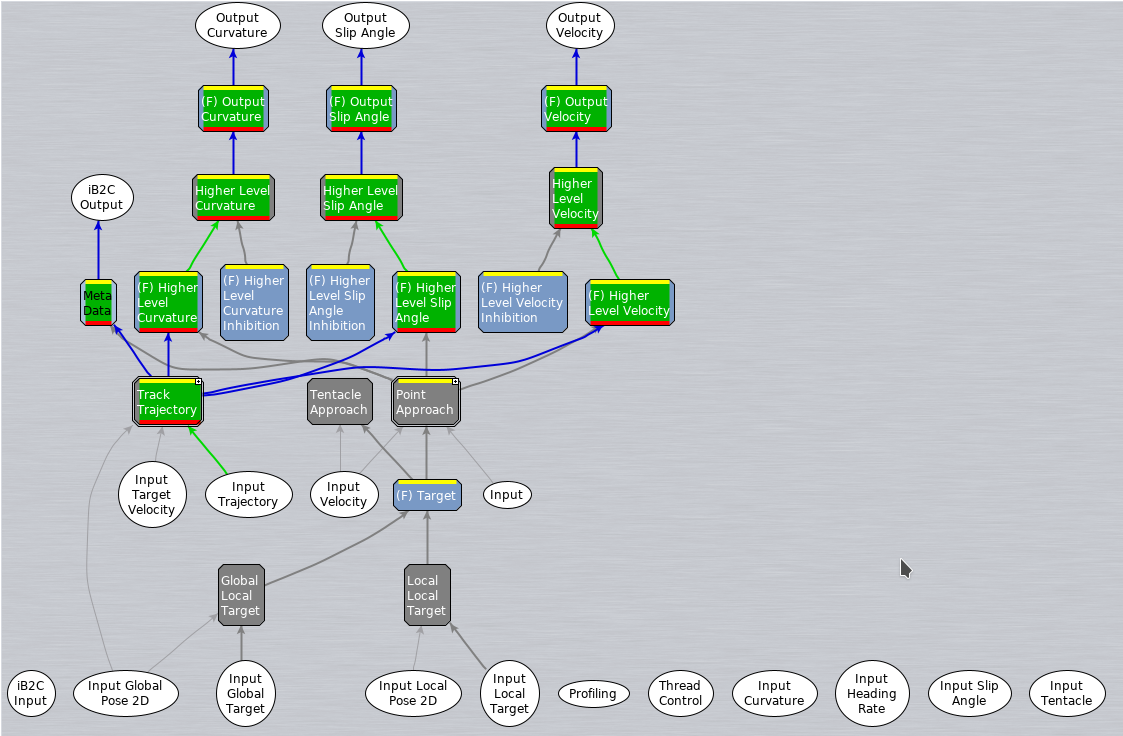 Output
Curvature
Output
Slip Angle
Output
Velocity
(F) Output
Curvature
(F) Output
Slip Angle
(F) Output
Velocity
iB2C
Output
Higher Level
Curvature
Higher Level
Slip Angle
Higher
Level
Velocity
Meta
Data
(F) Higher
Level
Curvature
(F) Higher
Level
Curvature
Inhibition
(F) Higher
Level Slip
Angle
Inhibition
(F) Higher
Level Slip
Angle
(F) Higher
Level Velocity
Inhibition
(F) Higher
Level Velocity
Track
Trajectory
Tentacle
Approach
Point
Approach
Input
Target
Velocity
Input
Trajectory
Input
Velocity
(F) Target
Input
Global
Local
Target
Local
Local
Target
iB2C
Input
Input Global
Pose 2D
Input
Global
Target
Input Local
Pose 2D
Input
Local
Target
Profiling
Thread
Control
Input
Curvature
Input
Heading
Rate
Input Slip
Angle
Input
Tentacle